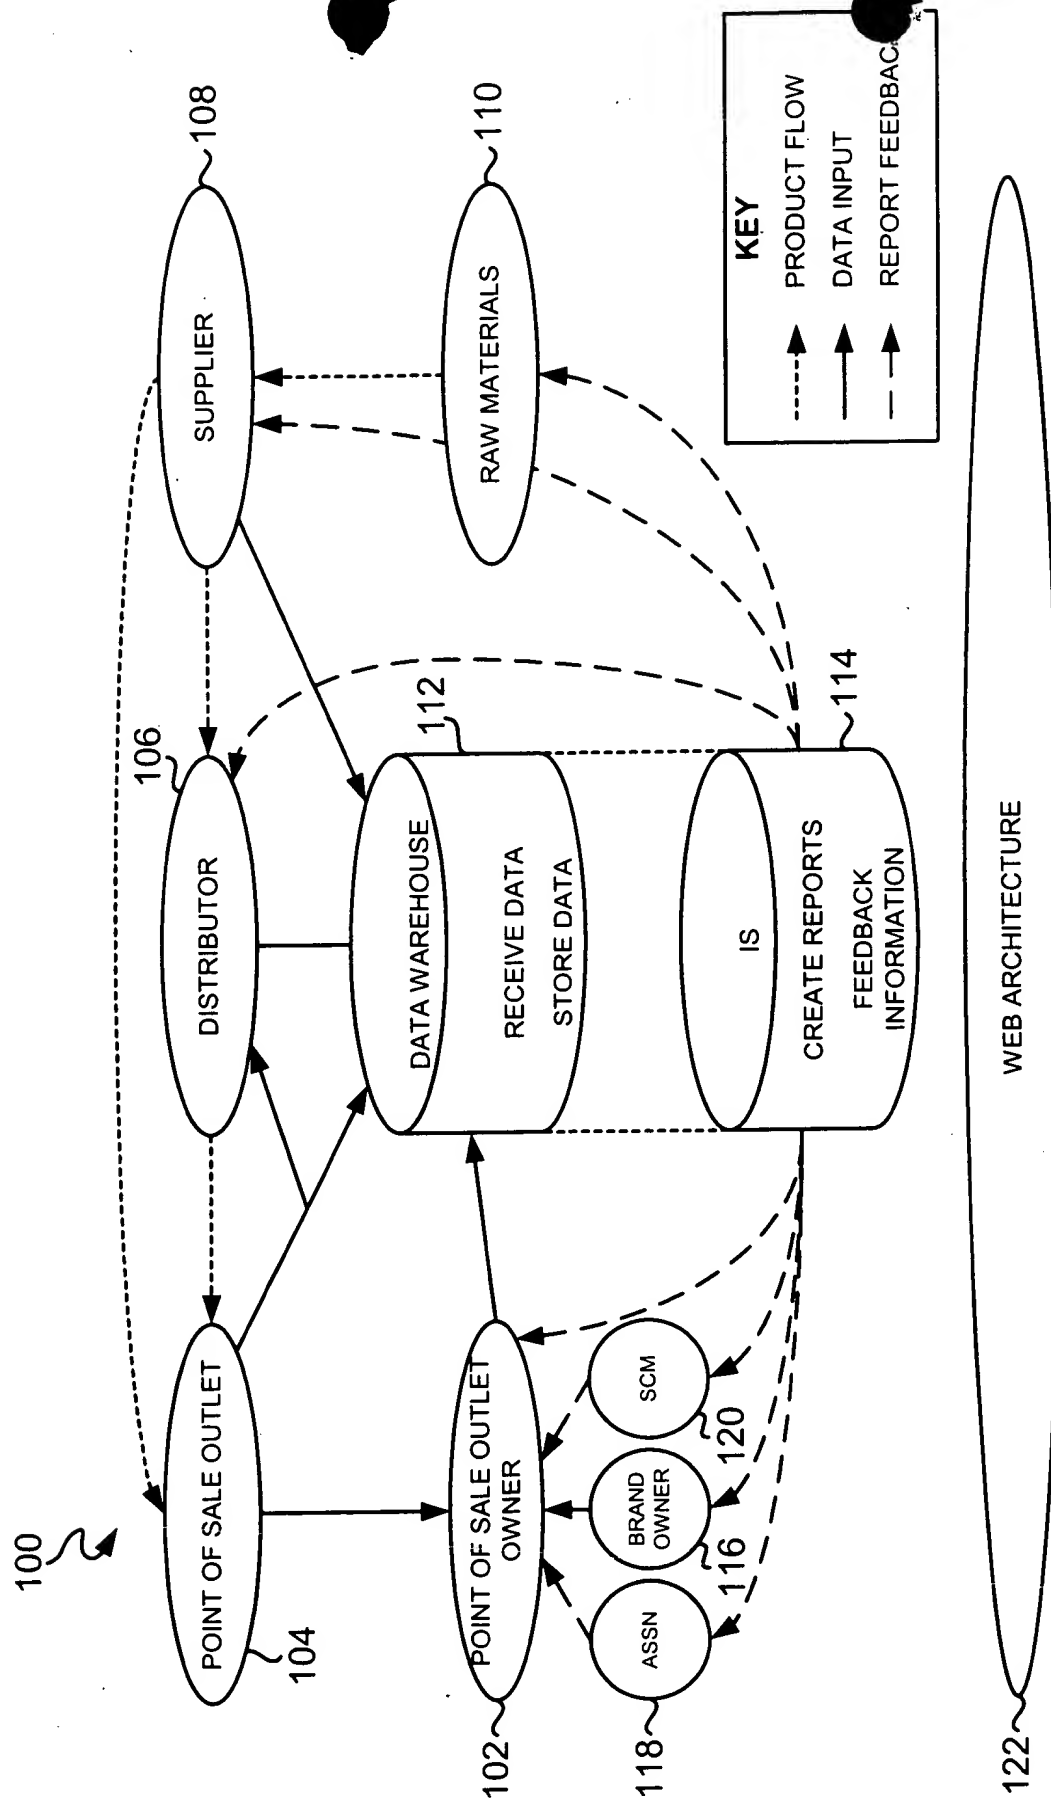 100
POINT OF SALE OUTLET
104
DISTRIBUTOR
106
SUPPLIER
108
POINT OF SALE OUTLET
OWNER
102
DATA WAREHOUSE
112
RECEIVE DATA
STORE DATA
RAW MATERIALS
110
ASSN
118
BRAND
OWNER
116
SCM
120
IS
114
CREATE REPORTS
FEEDBACK
INFORMATION
KEY
PRODUCT FLOW
DATA INPUT
REPORT FEEDBAC
WEB ARCHITECTURE
122